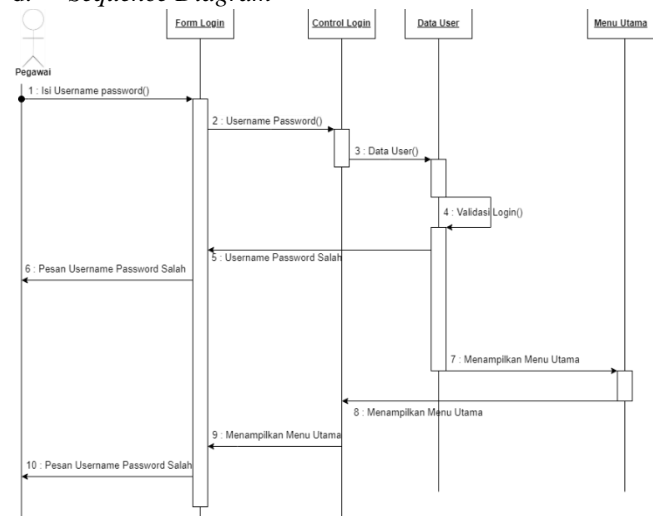 d. Sequence Diagram
Form Login
Control Login
Data User
Menu Utama
Pegawai
1 : Isi Username password()
2 : Username Password()
3 : Data User()
4 : Validasi Login()
5 : Username Password Salah
6 : Pesan Username Password Salah
7 : Menampilkan Menu Utama
8 : Menampilkan Menu Utama
9 : Menampilkan Menu Utama
10 : Pesan Username Password Salah